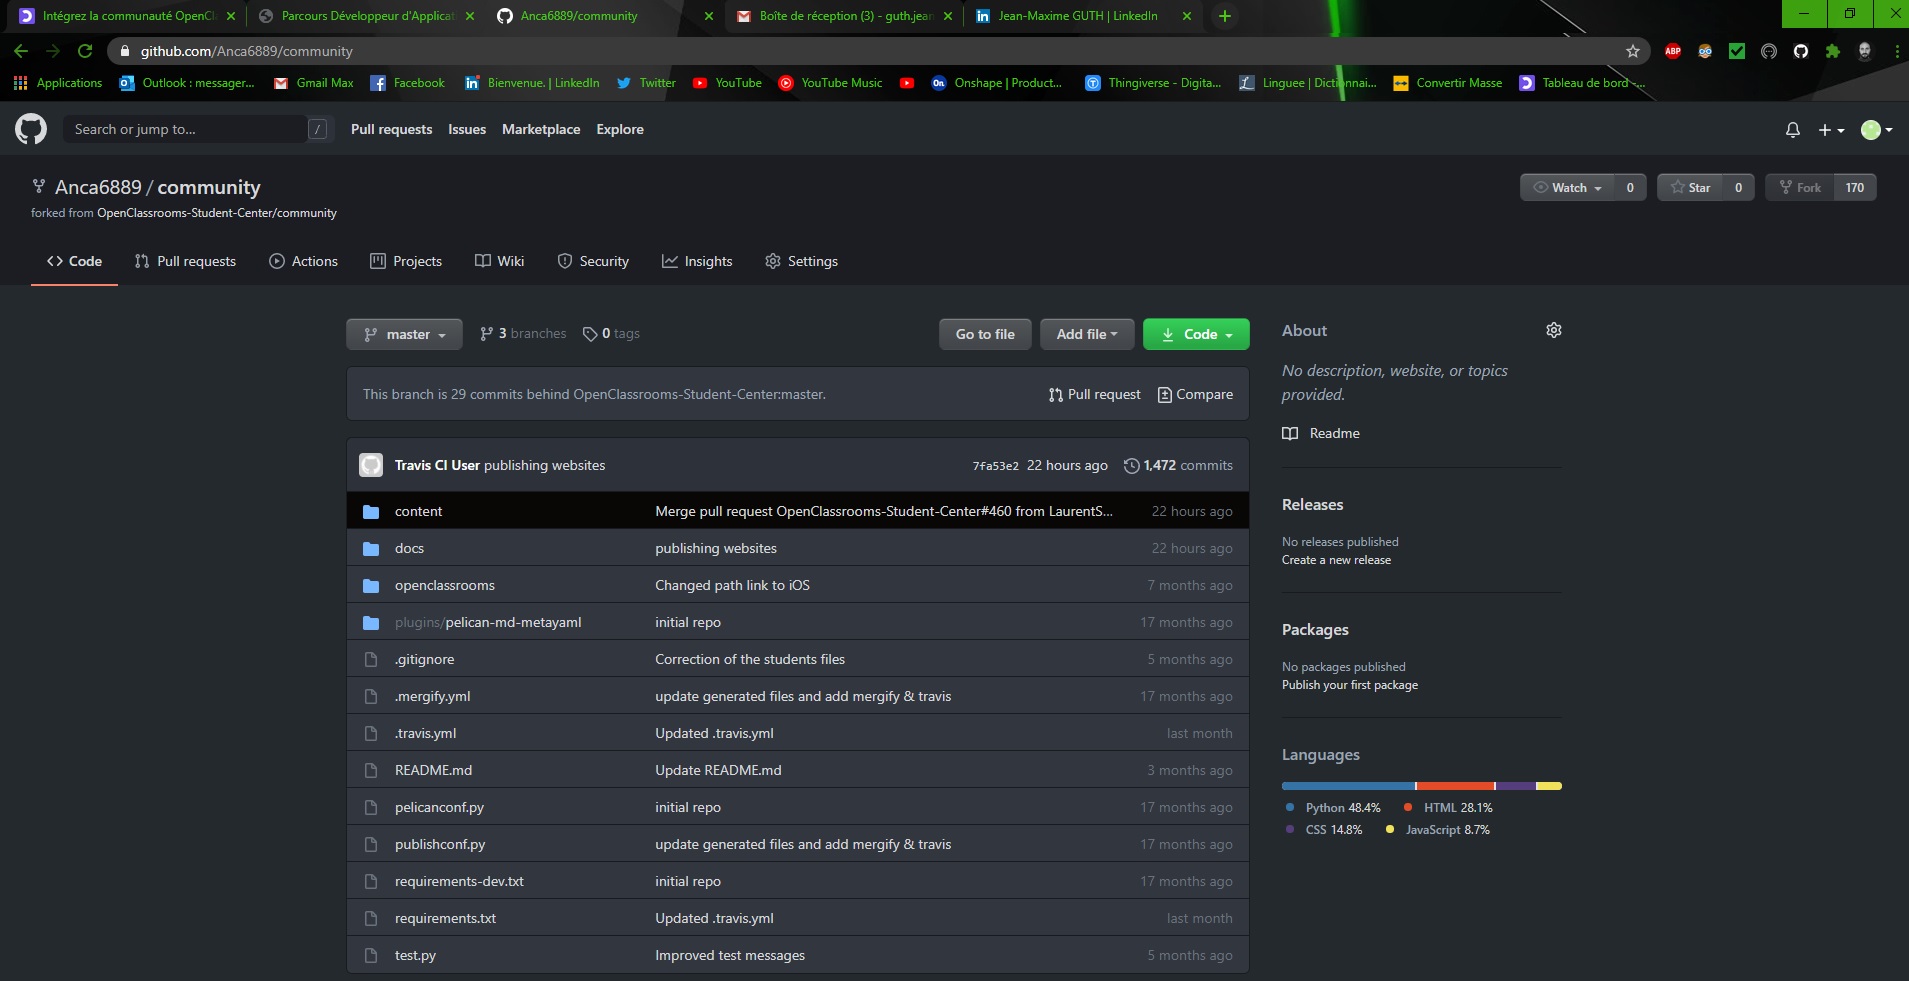 Intégrez la communauté OpenCl
Parcours Développeur d'Applicati
Anca6889/community
Boîte de réception (3) - guth.jean
Jean-Maxime GUTH | LinkedIn
github.com/Anca6889/community
ABP
Applications
Outlook : messager...
Gmail Max
Facebook
Bienvenue. | LinkedIn
Twitter
YouTube
YouTube Music
Onshape | Product...
Thingiverse - Digita...
Linguee | Dictionnai...
Convertir Masse
Tableau de bord -...
Search or jump to...
/
Pull requests
Issues
Marketplace
Explore
Anca6889 / community
Watch 0
Star 0
Fork 170
forked from OpenClassrooms-Student-Center/community
Code
Pull requests
Actions
Projects
Wiki
Security
Insights
Settings
master
3 branches
0 tags
Go to file
Add file
Code
This branch is 29 commits behind OpenClassrooms-Student-Center:master.
Pull request
Compare
Travis CI User publishing websites
7fa53e2 22 hours ago
1,472 commits
content Merge pull request OpenClassrooms-Student-Center#460 from LaurentS... 22 hours ago
docs publishing websites 22 hours ago
openclassrooms Changed path link to iOS 7 months ago
plugins/pelican-md-metayaml initial repo 17 months ago
.gitignore Correction of the students files 5 months ago
.mergify.yml update generated files and add mergify & travis 17 months ago
.travis.yml Updated .travis.yml last month
README.md Update README.md 3 months ago
pelicanconf.py initial repo 17 months ago
publishconf.py update generated files and add mergify & travis 17 months ago
requirements-dev.txt initial repo 17 months ago
requirements.txt Updated .travis.yml last month
test.py Improved test messages 5 months ago
About
No description, website, or topics
provided.
Readme
Releases
No releases published
Create a new release
Packages
No packages published
Publish your first package
Languages
Python 48.4%
HTML 28.1%
CSS 14.8%
JavaScript 8.7%